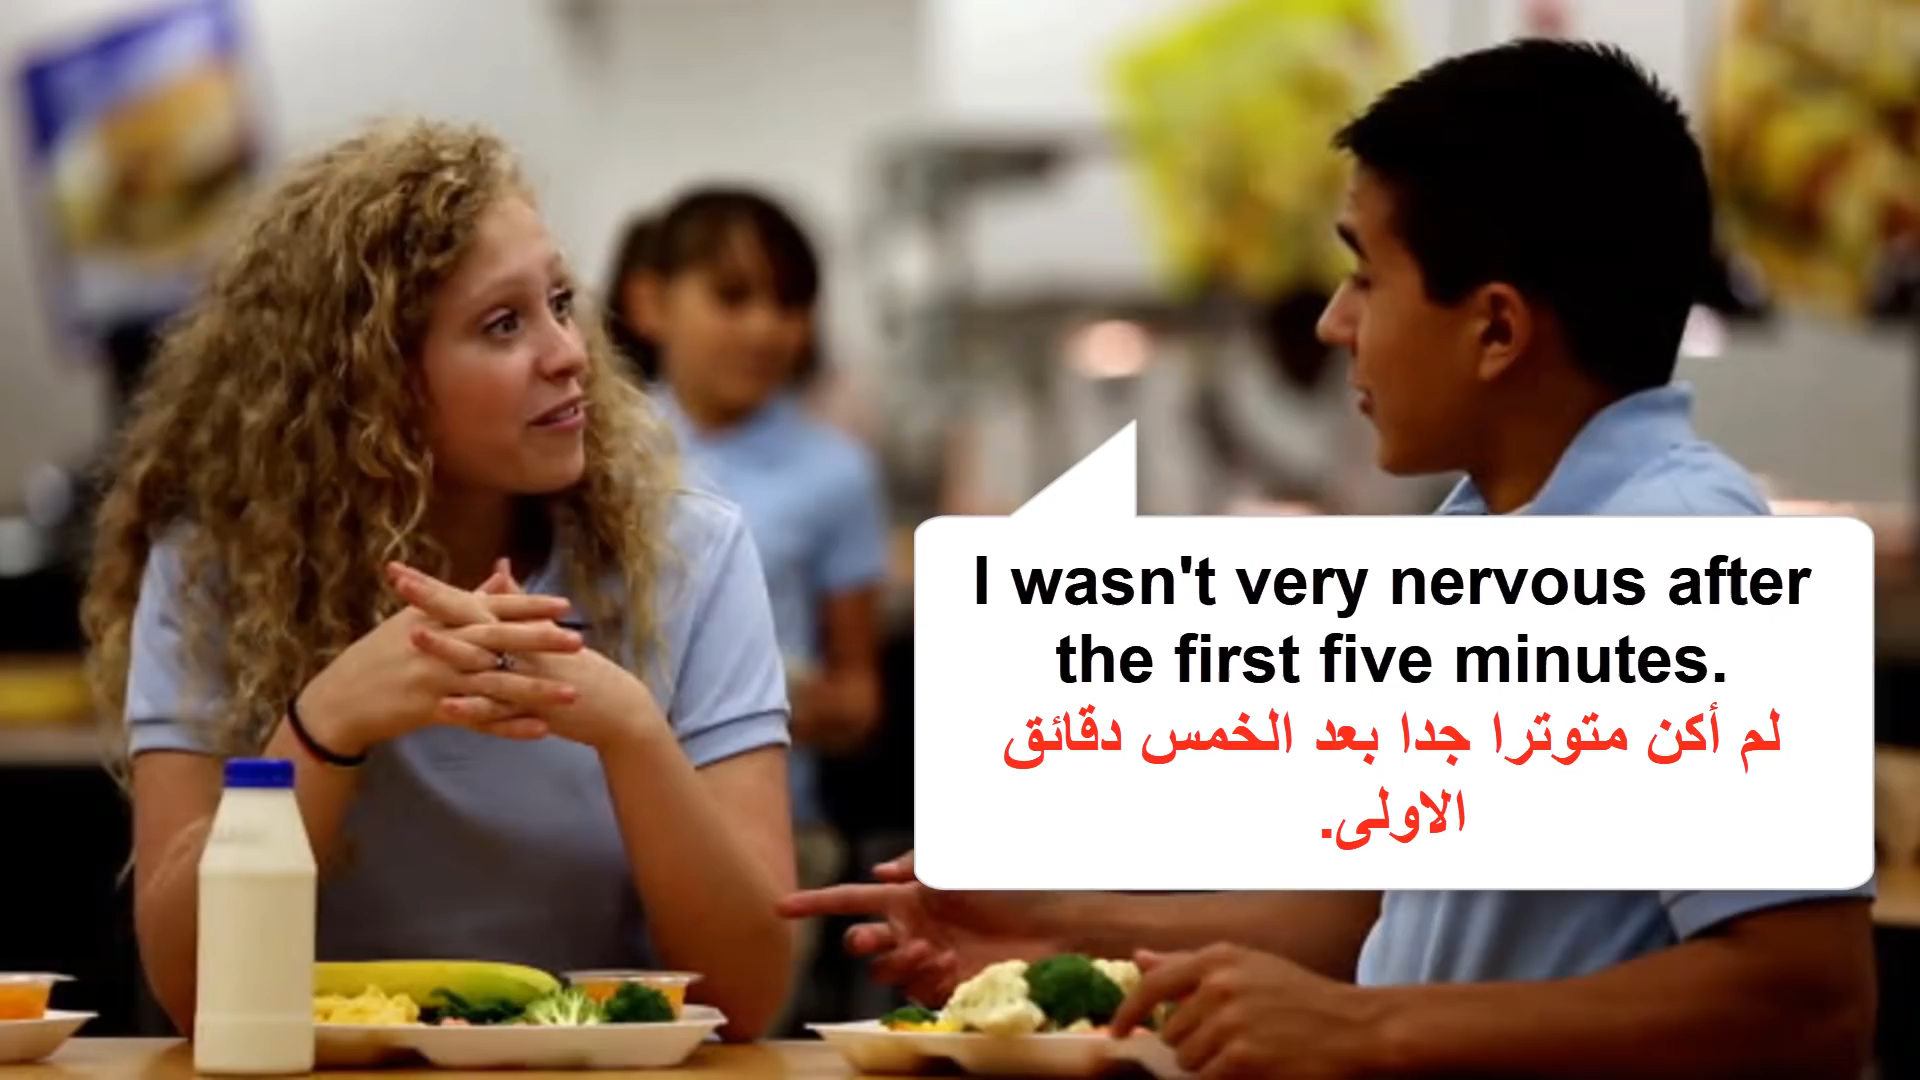 I wasn't very nervous after
the first five minutes.
لم أكن متوترا جدا بعد الخمس دقائق
الاولى.